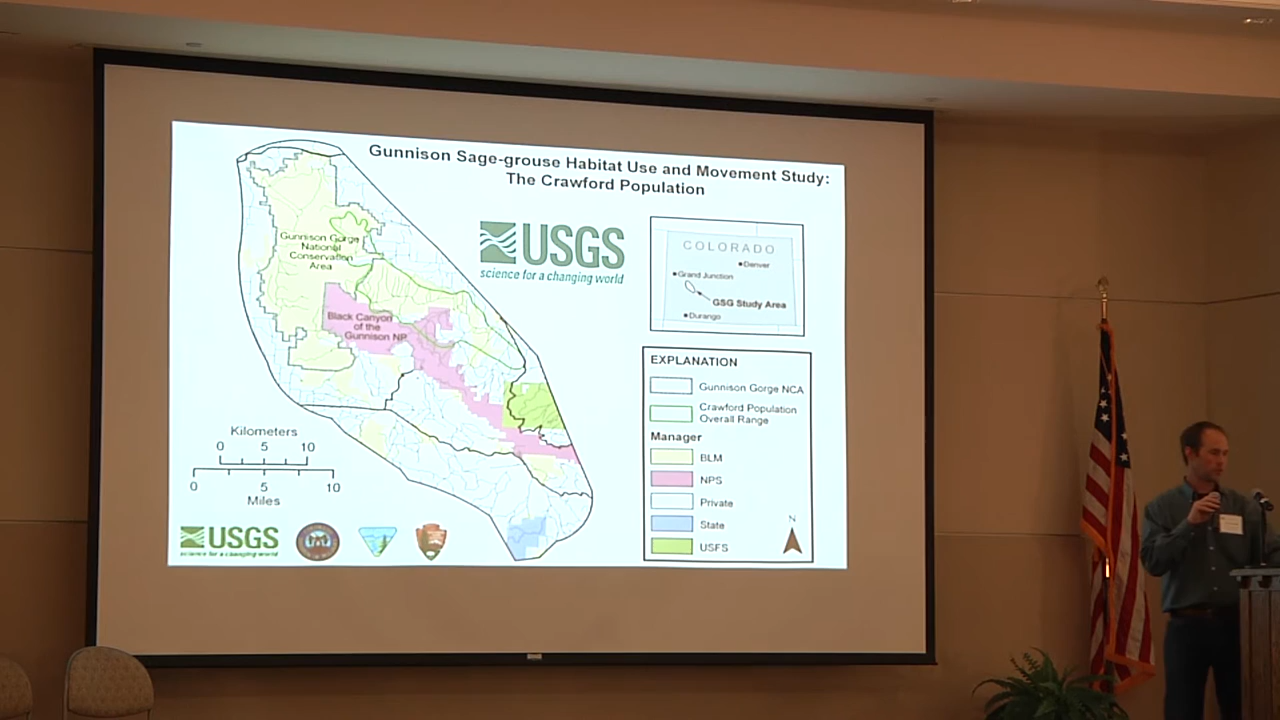 Gunnison Sage-grouse Habitat Use and Movement Study:
The Crawford Population
USGS
science for a changing world
Gunnison Gorge
National
Conservation
Area
Black Canyon
of the
Gunnison NP
COLORADO
Denver
Grand Junction
GSG Study Area
Durango
EXPLANATION
Gunnison Gorge NCA
Crawford Population
Overall Range
Manager
BLM
NPS
Private
State
USFS
N
Kilometers
0 5 10
0 5 10
Miles
USGS
science for a changing world